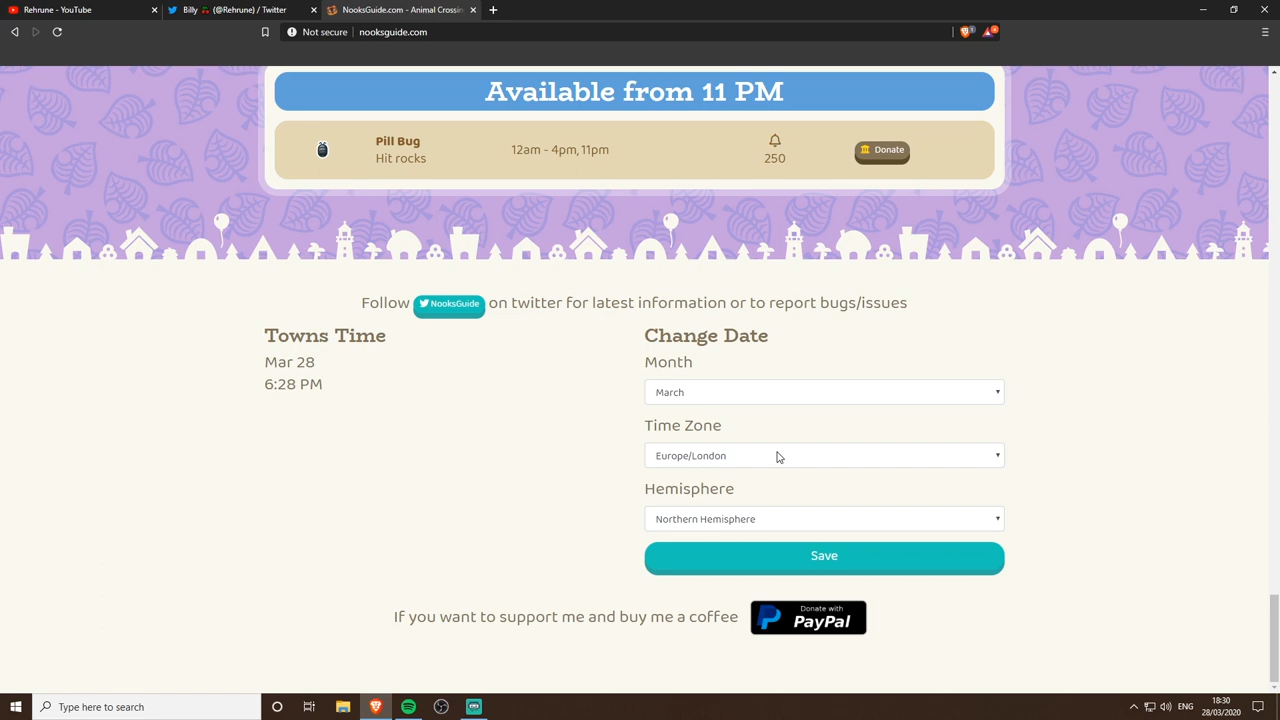 Rehrune - YouTube
Billy 🍒 (@Rehrune) / Twitter
NooksGuide.com - Animal Crossin
Not secure
nooksguide.com
Available from 11 PM
Pill Bug
Hit rocks
12am - 4pm, 11pm
250
Donate
Follow NooksGuide on twitter for latest information or to report bugs/issues
Towns Time
Mar 28
6:28 PM
Change Date
Month
March
Time Zone
Europe/London
Hemisphere
Northern Hemisphere
Save
If you want to support me and buy me a coffee
Donate with
PayPal
Type here to search
ENG
18:30
28/03/2020